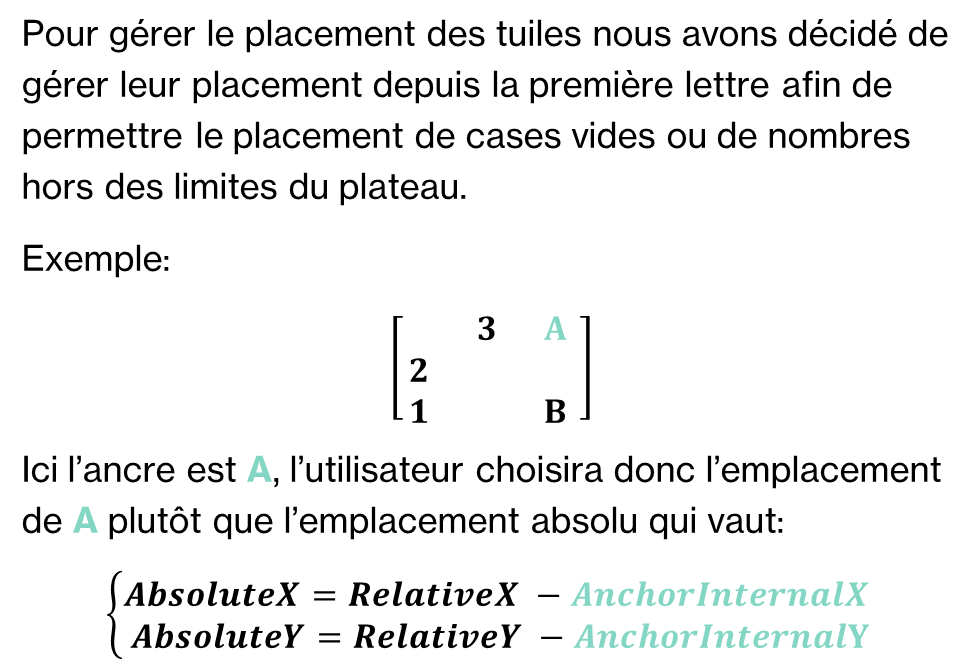 Pour gérer le placement des tuiles nous avons décidé de
gérer leur placement depuis la première lettre afin de
permettre le placement de cases vides ou de nombres
hors des limites du plateau.
Exemple:
3 A
2
1 B
Ici l’ancre est A, l’utilisateur choisira donc l’emplacement
de A plutôt que l’emplacement absolu qui vaut:
AbsoluteX = RelativeX − AnchorInternalX
AbsoluteY = RelativeY − AnchorInternalY